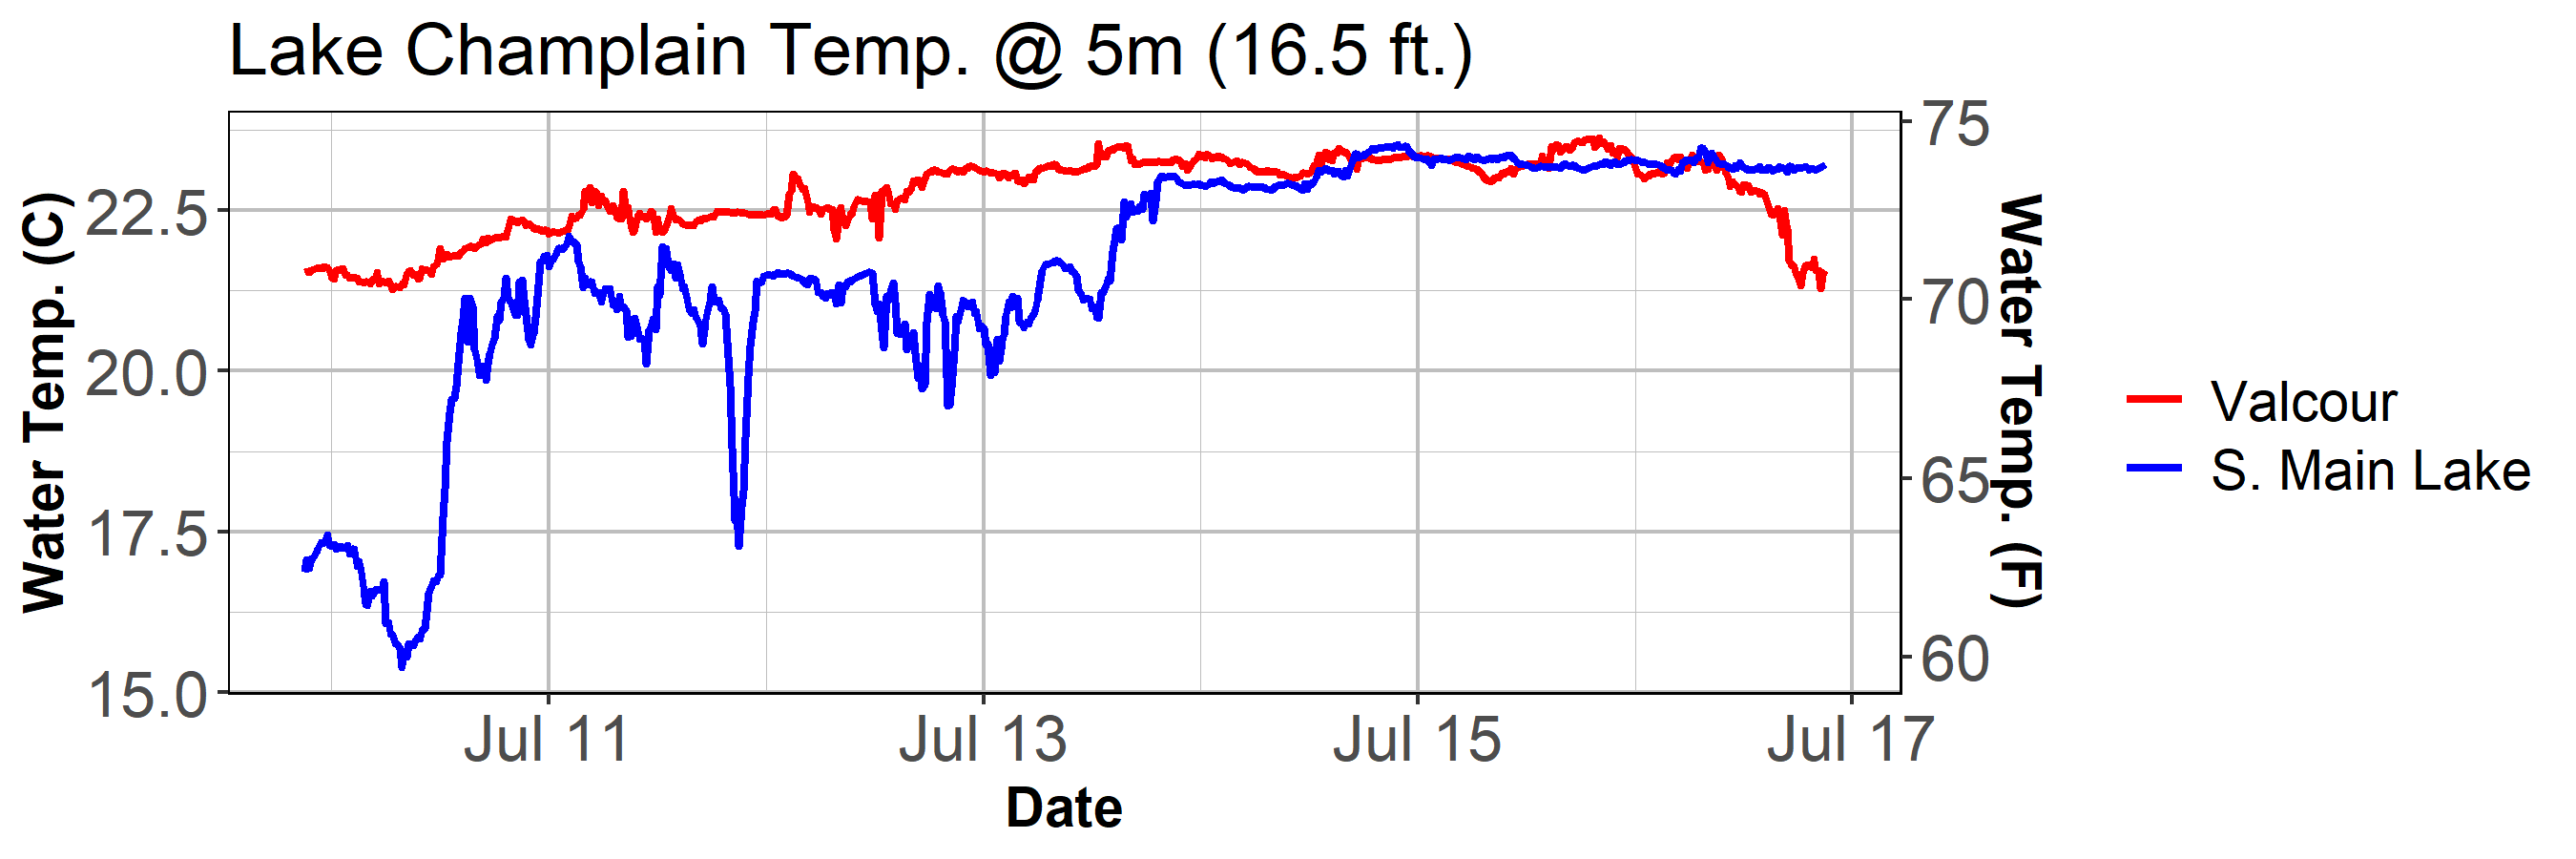 Lake Champlain Temp. @ 5m (16.5 ft.)
Water Temp. (C)
22.5
20.0
17.5
15.0
75
70
65
60
Water Temp. (F)
Jul 11
Jul 13
Jul 15
Jul 17
Date
Valcour
S. Main Lake